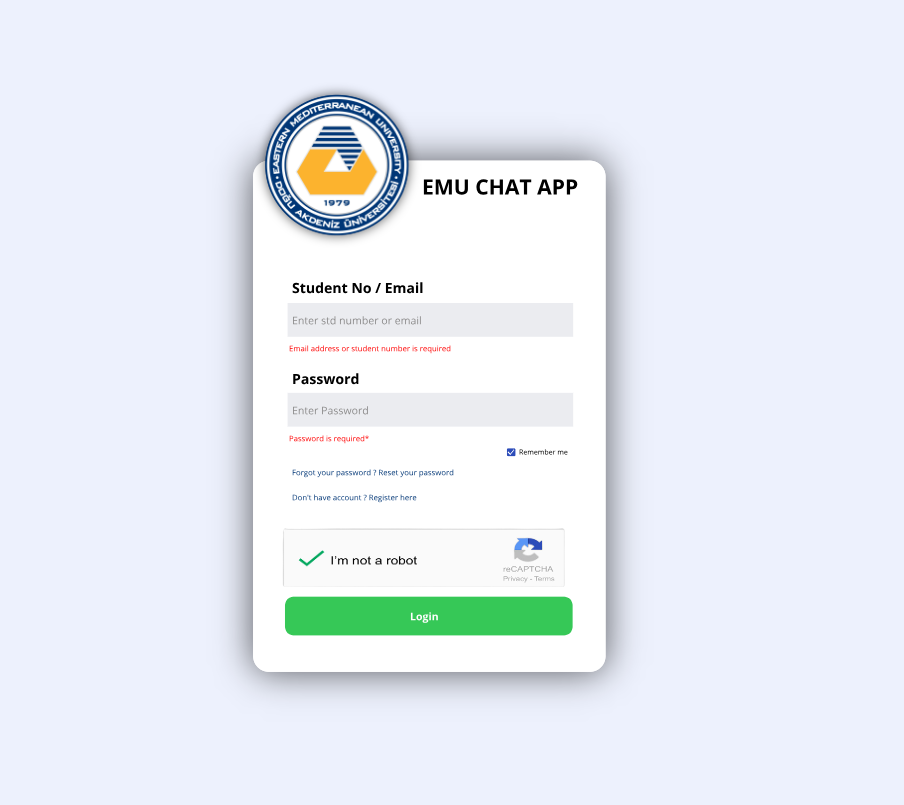 EASTERN MEDITERRANEAN UNIVERSITY
1979
DOĞU AKDENİZ ÜNİVERSİTESİ
EMU CHAT APP
Student No / Email
Enter std number or email
Email address or student number is required
Password
Enter Password
Password is required*
Remember me
Forgot your password ? Reset your password
Don't have account ? Register here
I'm not a robot
reCAPTCHA
Privacy - Terms
Login